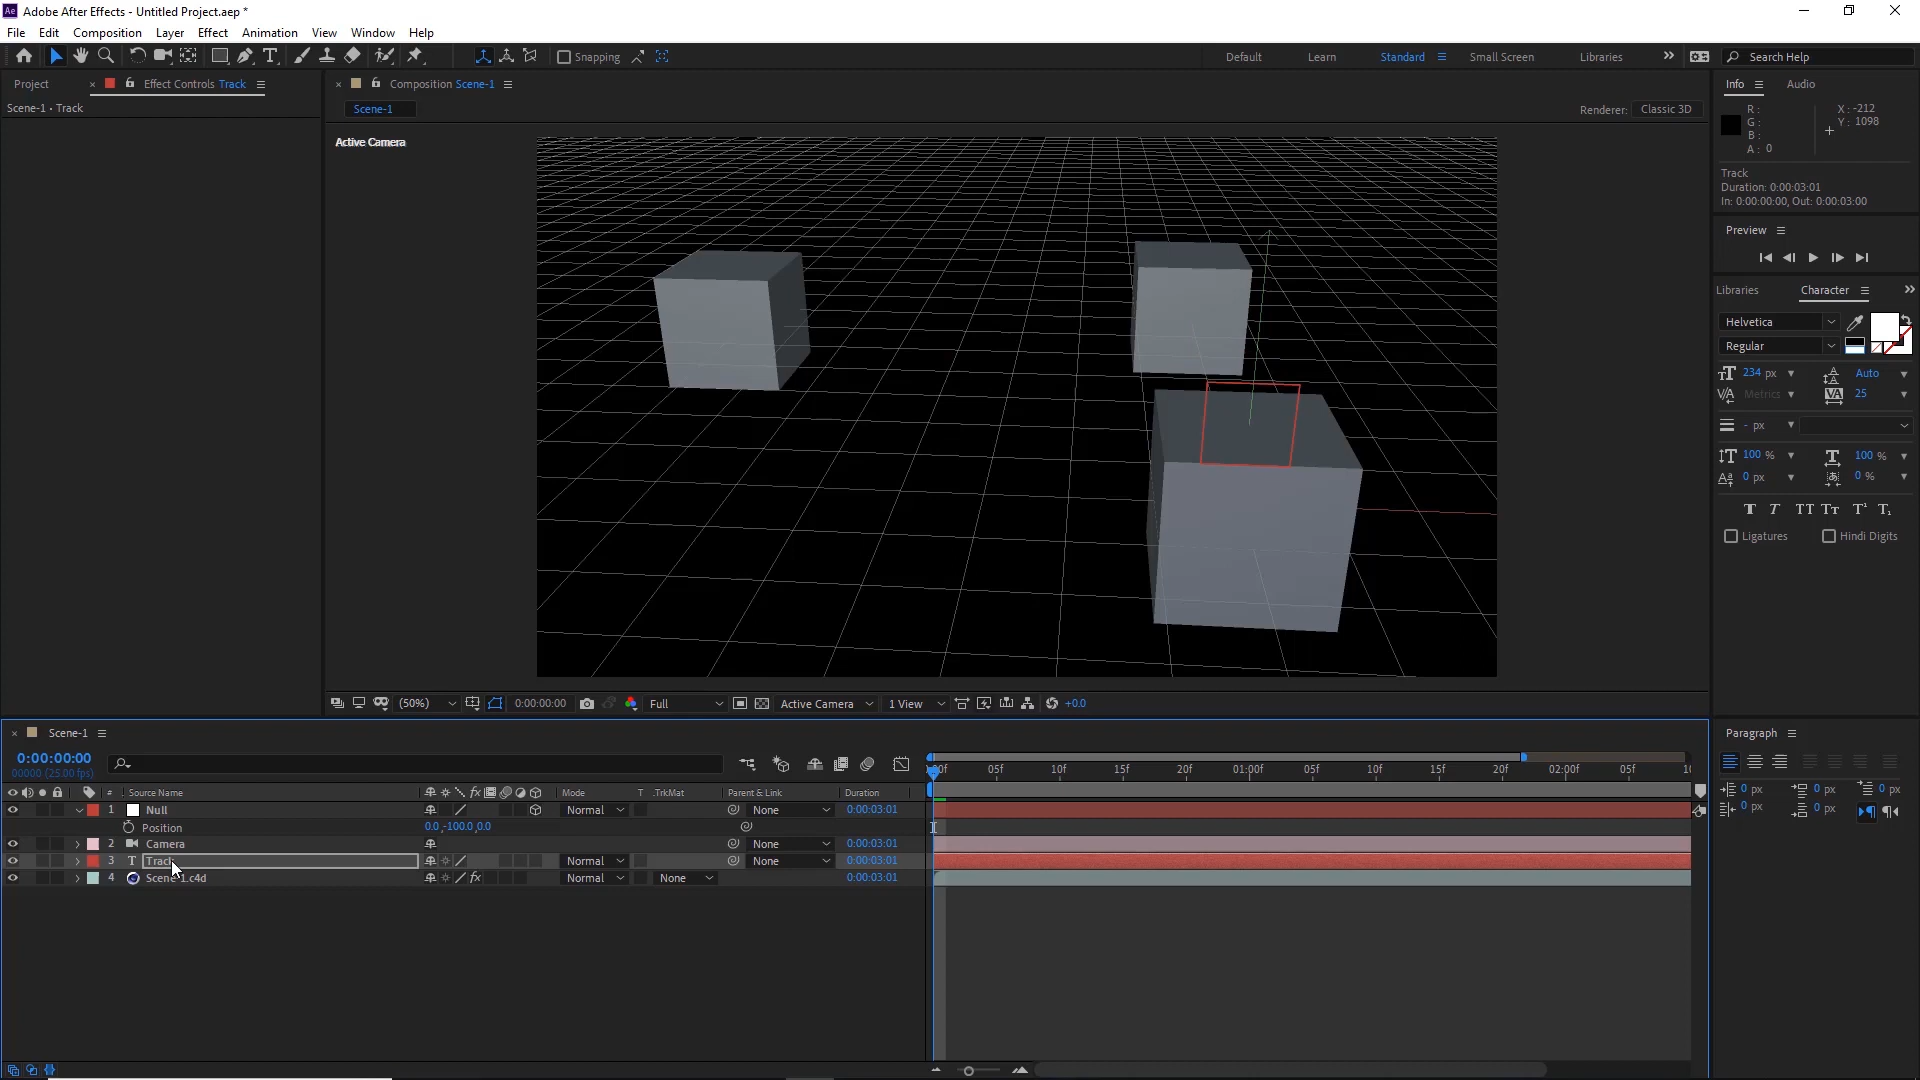 Adobe After Effects - Untitled Project.aep *
File Edit Composition Layer Effect Animation View Window Help
Snapping Default Learn Standard Small Screen Libraries Search Help
Project Effect Controls Track Composition Scene-1 Info Audio
Scene-1 • Track
Scene-1
Renderer: Classic 3D
Active Camera
R :
G :
B :
A : 0
X : -212
Y : 1098
Track
Duration: 0:00:03:01
In: 0:00:00:00, Out: 0:00:03:00
Preview
Libraries Character
Helvetica
Regular
234 px Auto
Metrics 25
- px
100 % 100 %
0 px 0 %
Ligatures Hindi Digits
(50%) 0:00:00:00 Full Active Camera 1 View +0.0
Scene-1
0:00:00:00
00000 (25.00 fps)
:00f 05f 10f 15f 20f 01:00f 05f 10f 15f 20f 02:00f 05f
# Source Name Mode T .TrkMat Parent & Link Duration
1 Null Normal None 0:00:03:01
Position 0.0,-100.0,0.0
2 Camera None 0:00:03:01
3 Track Normal None 0:00:03:01
4 Scene-1.c4d Normal None 0:00:03:01
Paragraph
0 px 0 px 0 px
0 px 0 px